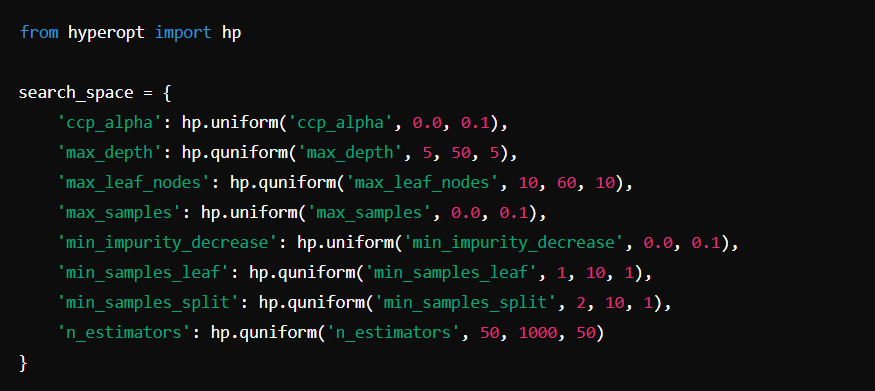 from hyperopt import hp

search_space = {
    'ccp_alpha': hp.uniform('ccp_alpha', 0.0, 0.1),
    'max_depth': hp.quniform('max_depth', 5, 50, 5),
    'max_leaf_nodes': hp.quniform('max_leaf_nodes', 10, 60, 10),
    'max_samples': hp.uniform('max_samples', 0.0, 0.1),
    'min_impurity_decrease': hp.uniform('min_impurity_decrease', 0.0, 0.1),
    'min_samples_leaf': hp.quniform('min_samples_leaf', 1, 10, 1),
    'min_samples_split': hp.quniform('min_samples_split', 2, 10, 1),
    'n_estimators': hp.quniform('n_estimators', 50, 1000, 50)
}